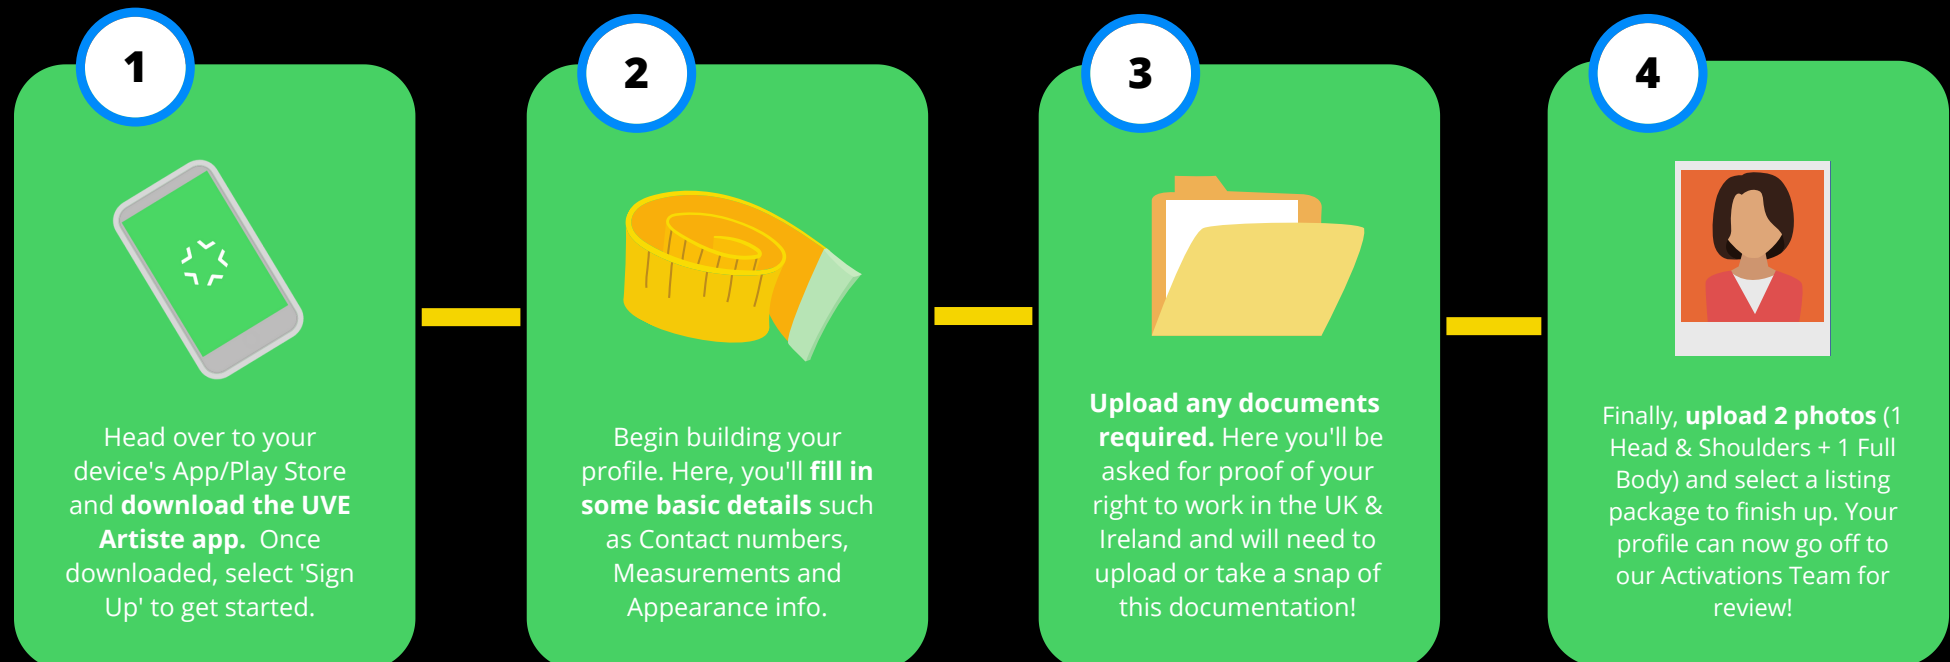 1
Head over to your
device's App/Play Store
and download the UVE
Artiste app. Once
downloaded, select 'Sign
Up' to get started.
2
Begin building your
profile. Here, you'll fill in
some basic details such
as Contact numbers,
Measurements and
Appearance info.
3
Upload any documents
required. Here you'll be
asked for proof of your
right to work in the UK &
Ireland and will need to
upload or take a snap of
this documentation!
4
Finally, upload 2 photos (1
Head & Shoulders + 1 Full
Body) and select a listing
package to finish up. Your
profile can now go off to
our Activations Team for
review!